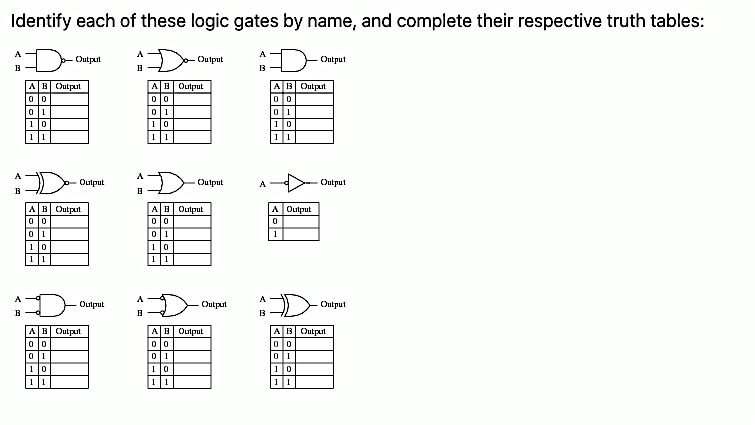 Identify each of these logic gates by name, and complete their respective truth tables:
A Output A Output A Output
B B B
A B Output A B Output A B Output
0 0 0 0 0 0
0 1 0 1 0 1
1 0 1 0 1 0
1 1 1 1 1 1
A Output A Output A Output
B B
A B Output A B Output A Output
0 0 0 0 0
0 1 0 1 1
1 0 1 0
1 1 1 1
A Output A Output A Output
B B B
A B Output A B Output A B Output
0 0 0 0 0 0
0 1 0 1 0 1
1 0 1 0 1 0
1 1 1 1 1 1